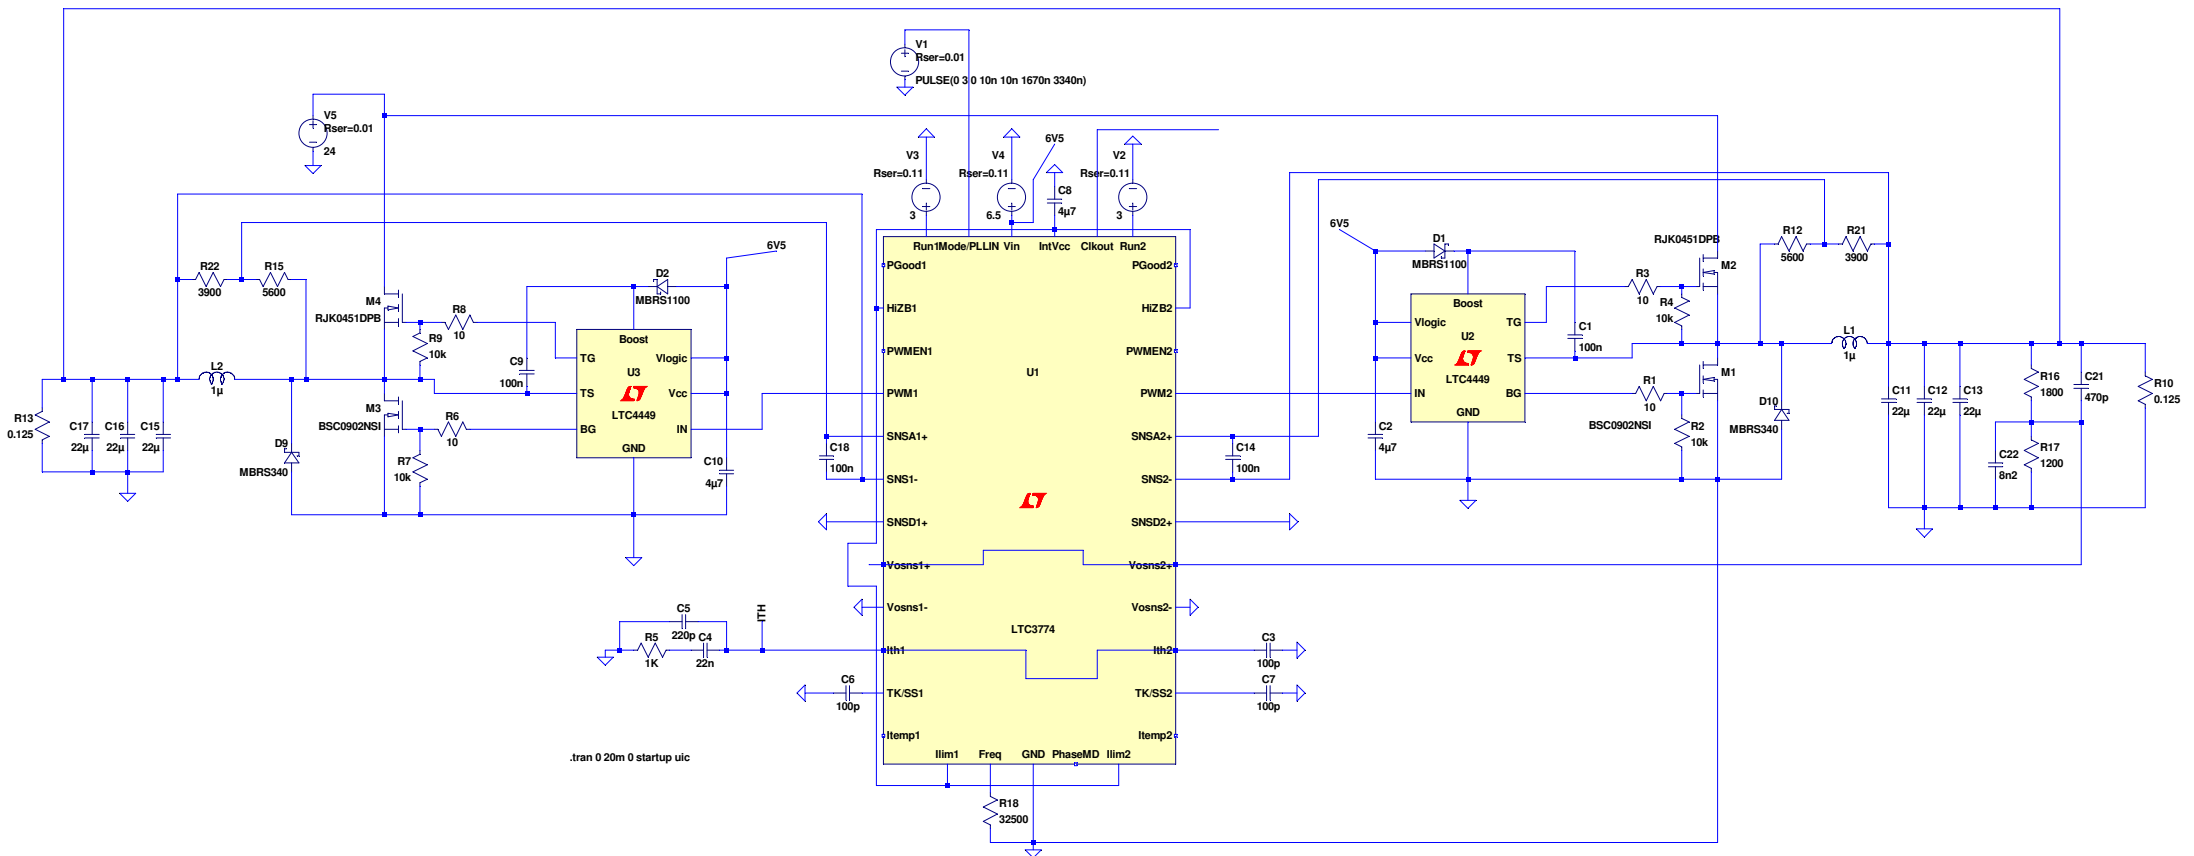 V1
Rser=0.01
PULSE(0 3 0 10n 10n 1670n 3340n)
V5
Rser=0.01
24
V3
Rser=0.11
3
V4
Rser=0.11
6.5
6V5
C8
4µ7
V2
Rser=0.11
3
Run1 Mode/PLLIN Vin IntVcc Clkout Run2
PGood1 PGood2
HiZB1 HiZB2
PWMEN1 PWMEN2
U1
PWM1 PWM2
SNSA1+ SNSA2+
SNS1- SNS2-
SNSD1+ SNSD2+
Vosns1+ Vosns2+
Vosns1- Vosns2-
LTC3774
Ith1 Ith2
TK/SS1 TK/SS2
Itemp1 Itemp2
Ilim1 Freq GND PhaseMD Ilim2
R18
32500
R22
3900
R15
5600
M4
RJK0451DPB
R8
10
R9
10k
L2
1µ
M3
BSC0902NSI
R6
10
R7
10k
R13
0.125
C17
22µ
C16
22µ
C15
22µ
D9
MBRS340
6V5
D2
MBRS1100
C9
100n
Boost
TG Vlogic
U3
TS Vcc
LTC4449
BG IN
GND
C10
4µ7
C18
100n
C14
100n
C5
220p
R5
1K
C4
22n
ITH
C6
100p
C3
100p
C7
100p
.tran 0 20m 0 startup uic
6V5
D1
MBRS1100
Boost
Vlogic TG
U2
Vcc TS
LTC4449
IN BG
GND
C2
4µ7
C1
100n
RJK0451DPB
M2
R3
10
R4
10k
R1
10
R2
10k
M1
BSC0902NSI
R12
5600
R21
3900
L1
1µ
D10
MBRS340
C11
22µ
C12
22µ
C13
22µ
R16
1800
C21
470p
R10
0.125
C22
8n2
R17
1200